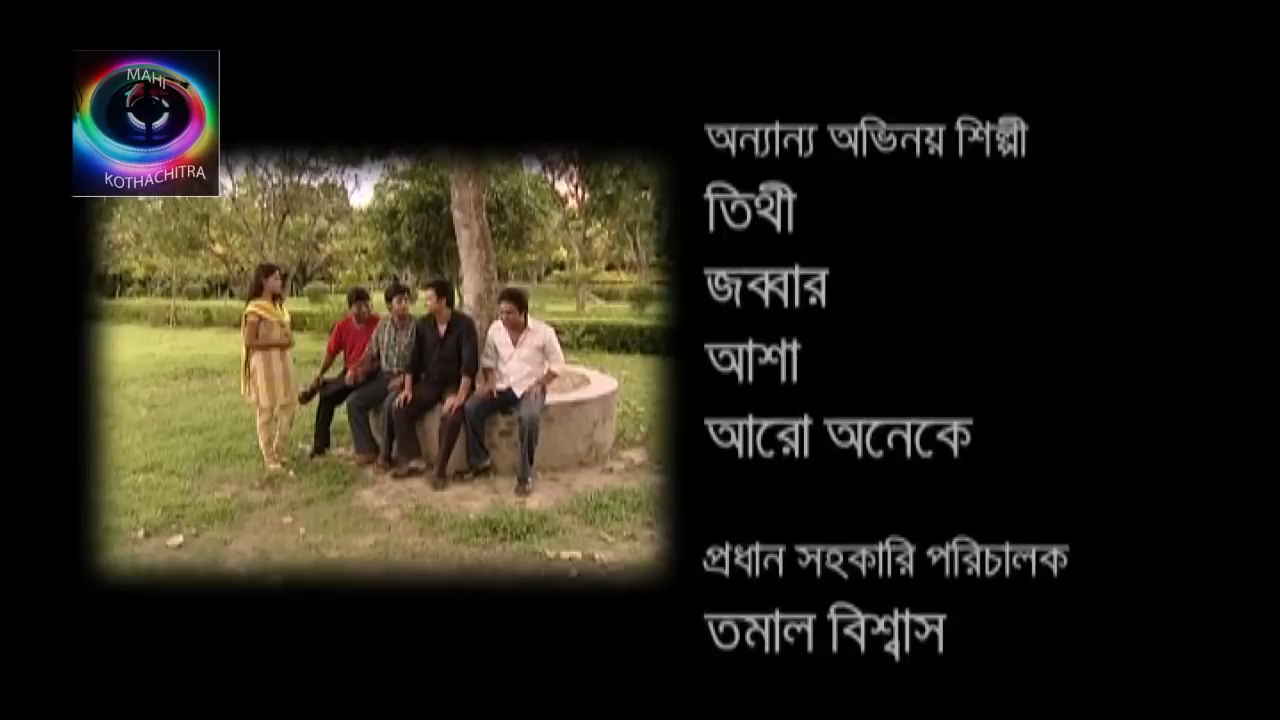 MAHI
KOTHACHITRA
অন্যান্য অভিনয় শিল্পী
তিথী
জব্বার
আশা
আরো অনেকে
প্রধান সহকারি পরিচালক
তমাল বিশ্বাস